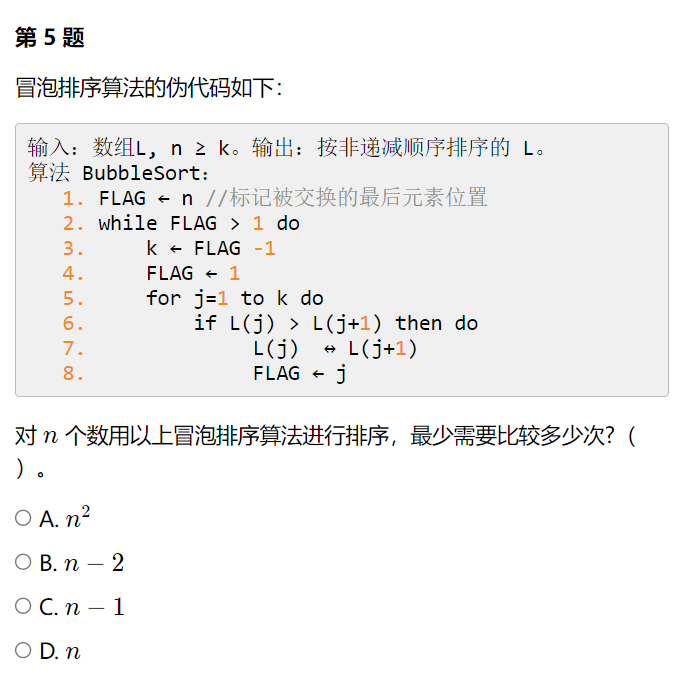 第 5 题
冒泡排序算法的伪代码如下：
输入：数组L, n ≥ k。输出：按非递减顺序排序的 L。
算法 BubbleSort：
1. FLAG ← n //标记被交换的最后元素位置
2. while FLAG > 1 do
3. k ← FLAG -1
4. FLAG ← 1
5. for j=1 to k do
6. if L(j) > L(j+1) then do
7. L(j) ↔ L(j+1)
8. FLAG ← j
对 n 个数用以上冒泡排序算法进行排序，最少需要比较多少次？（
）。
A. n²
B. n − 2
C. n − 1
D. n